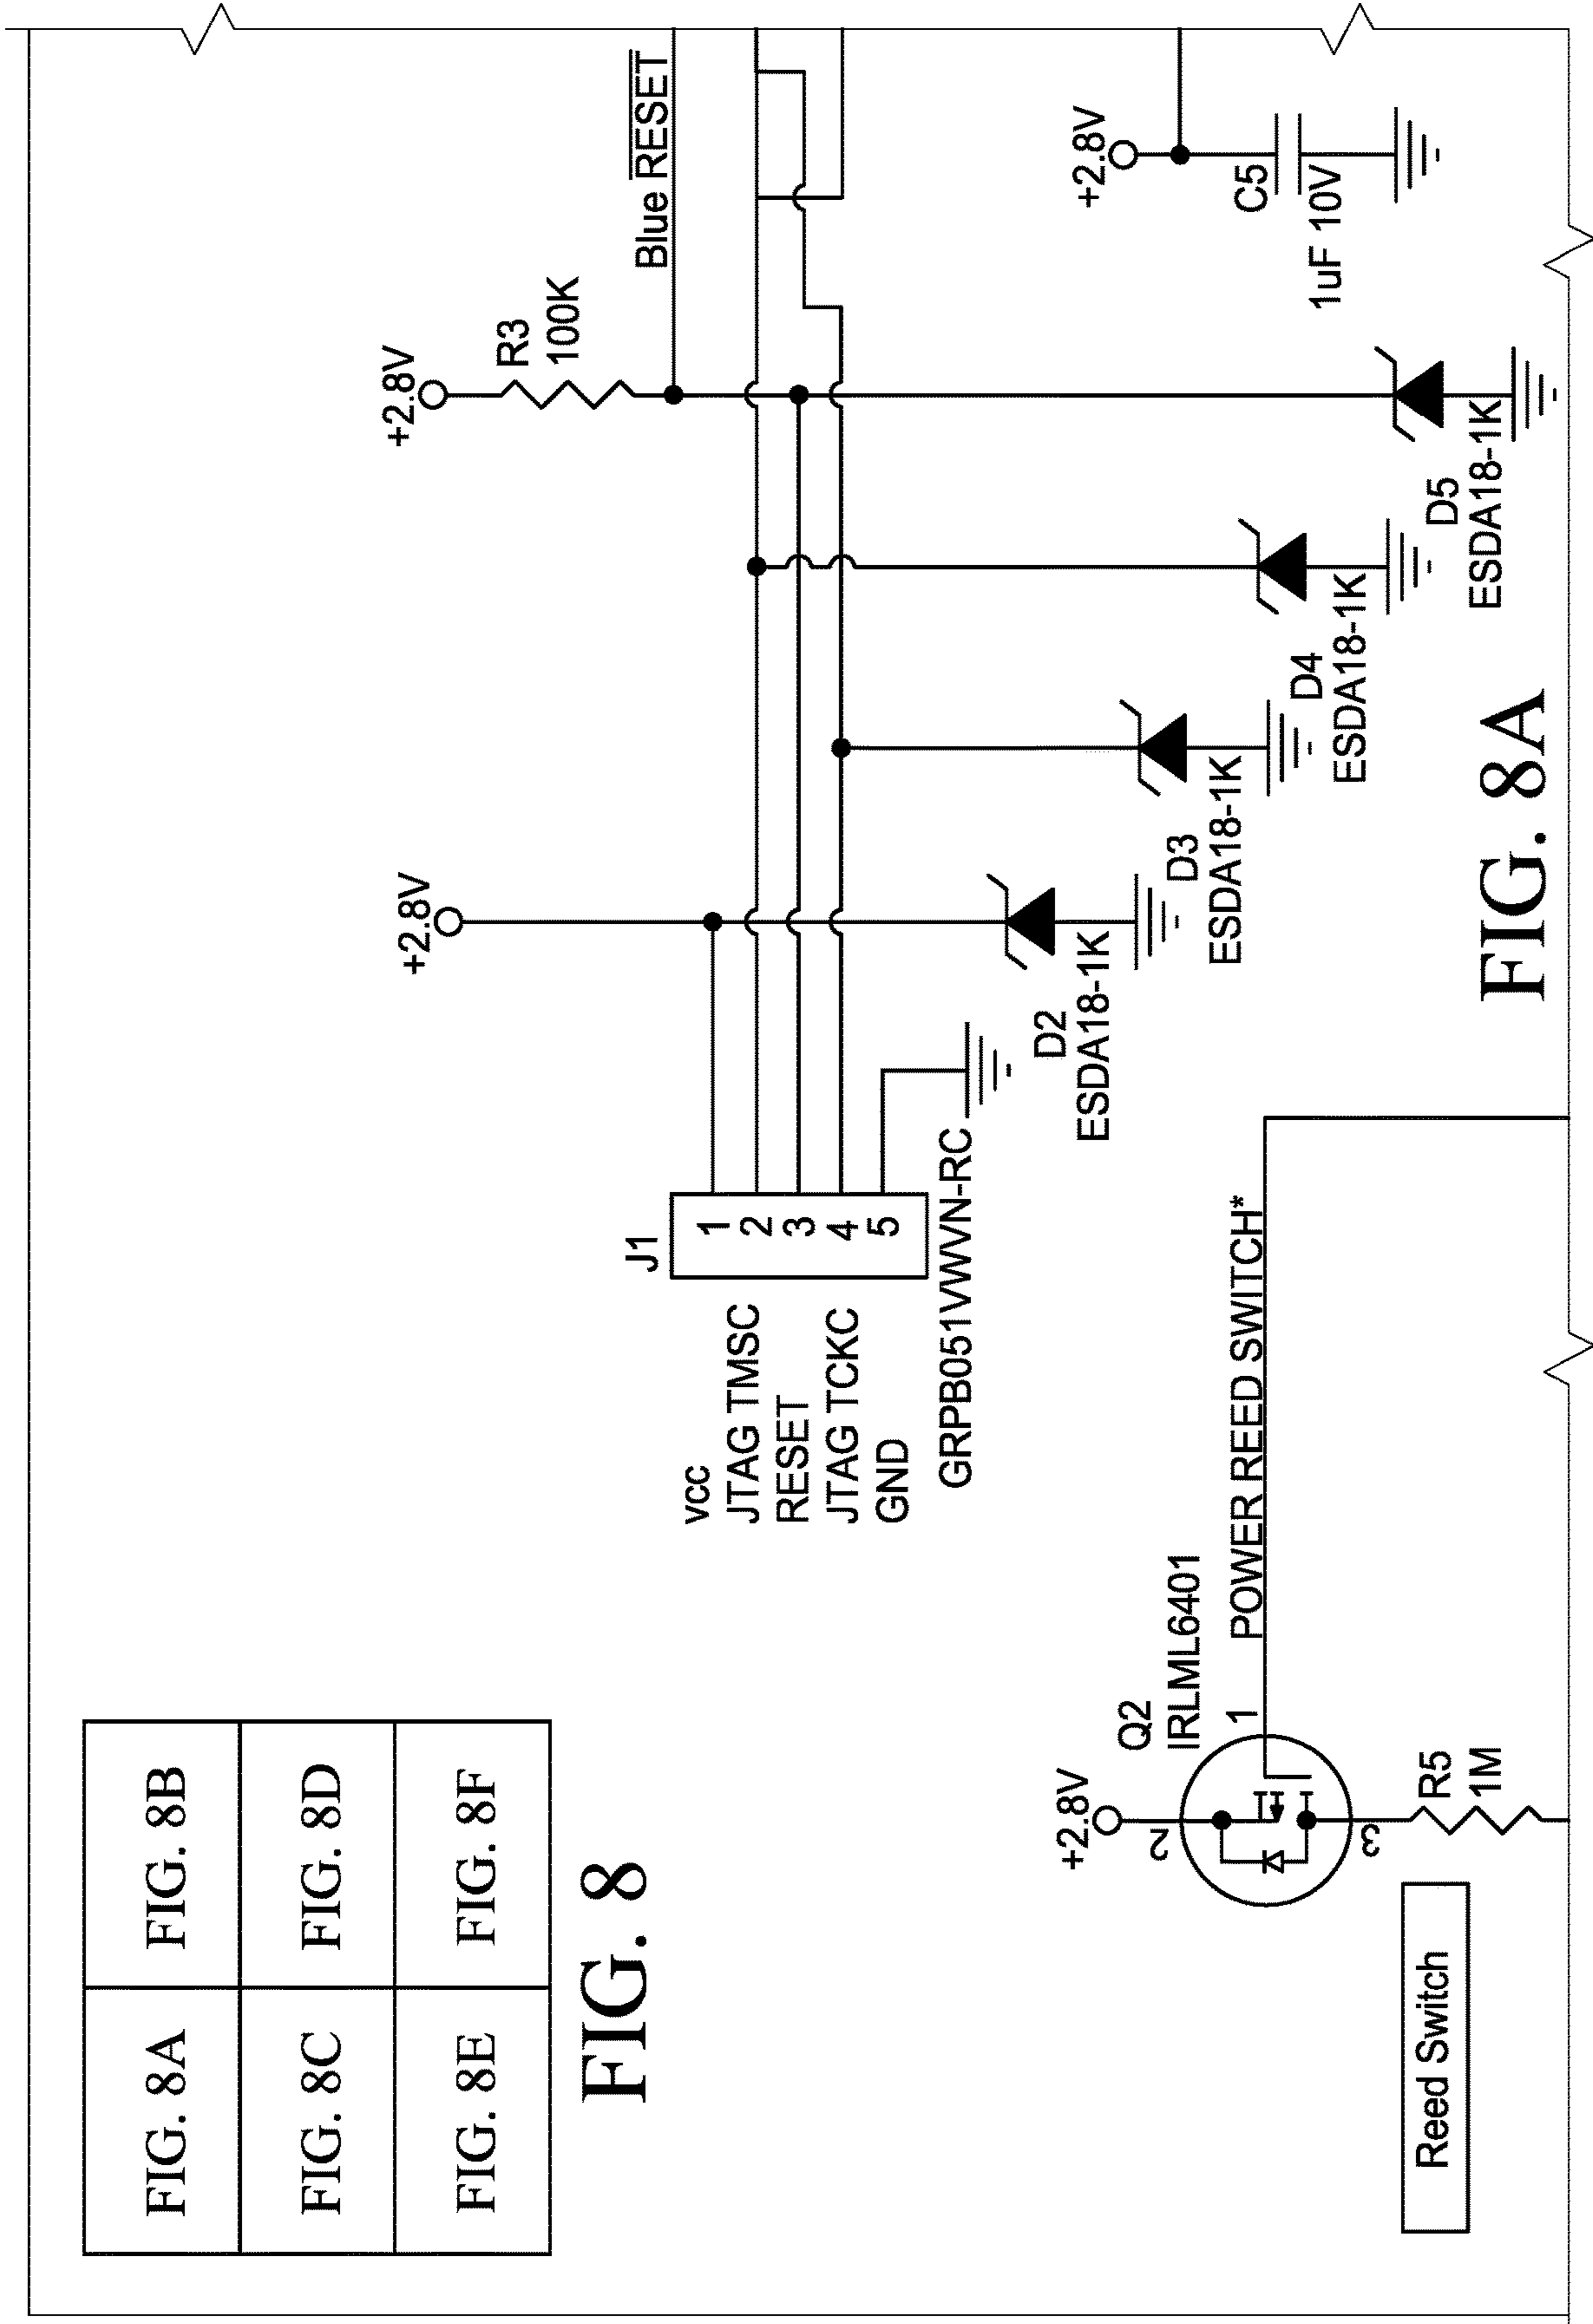 FIG. 8A FIG. 8B
FIG. 8C FIG. 8D
FIG. 8E FIG. 8F
FIG. 8
+2.8V
+2.8V
R3
100K
Blue RESET
J1
vcc
1
JTAG TMSC
2
RESET
3
JTAG TCKC
4
GND
5
GRPB051VWVN-RC
D2
ESDA18-1K
D3
ESDA18-1K
D4
ESDA18-1K
D5
ESDA18-1K
+2.8V
C5
1uF 10V
+2.8V
Q2
IRLML6401
2
1
3
POWER REED SWITCH*
R5
1M
Reed Switch
FIG. 8A